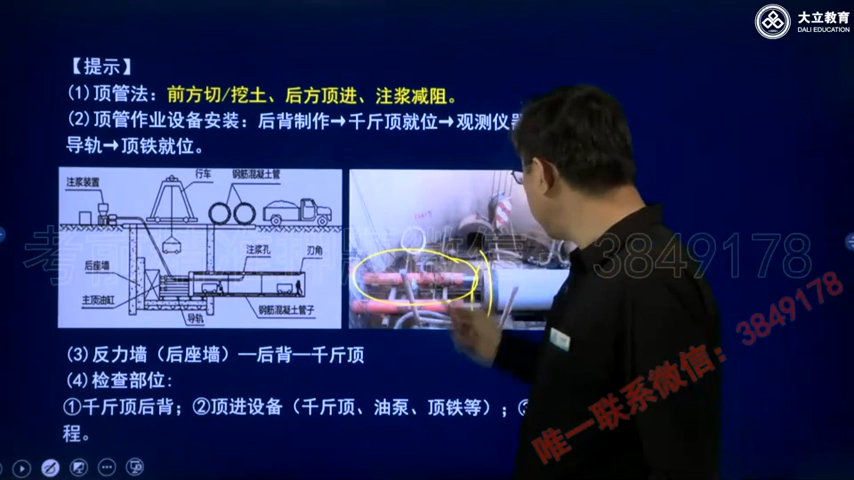 大立教育
DALI EDUCATION
【提示】
(1)顶管法：前方切/挖土、后方顶进、注浆减阻。
(2)顶管作业设备安装：后背制作→千斤顶就位→观测仪器
导轨→顶铁就位。
注浆装置
行车
钢筋混凝土管
后座墙
注浆孔
刃角
主顶油缸
导轨
钢筋混凝土管子
3849178
(3)反力墙（后座墙）—后背—千斤顶
(4)检查部位：
①千斤顶后背；②顶进设备（千斤顶、油泵、顶铁等）；③
程。
唯一联系微信：3849178